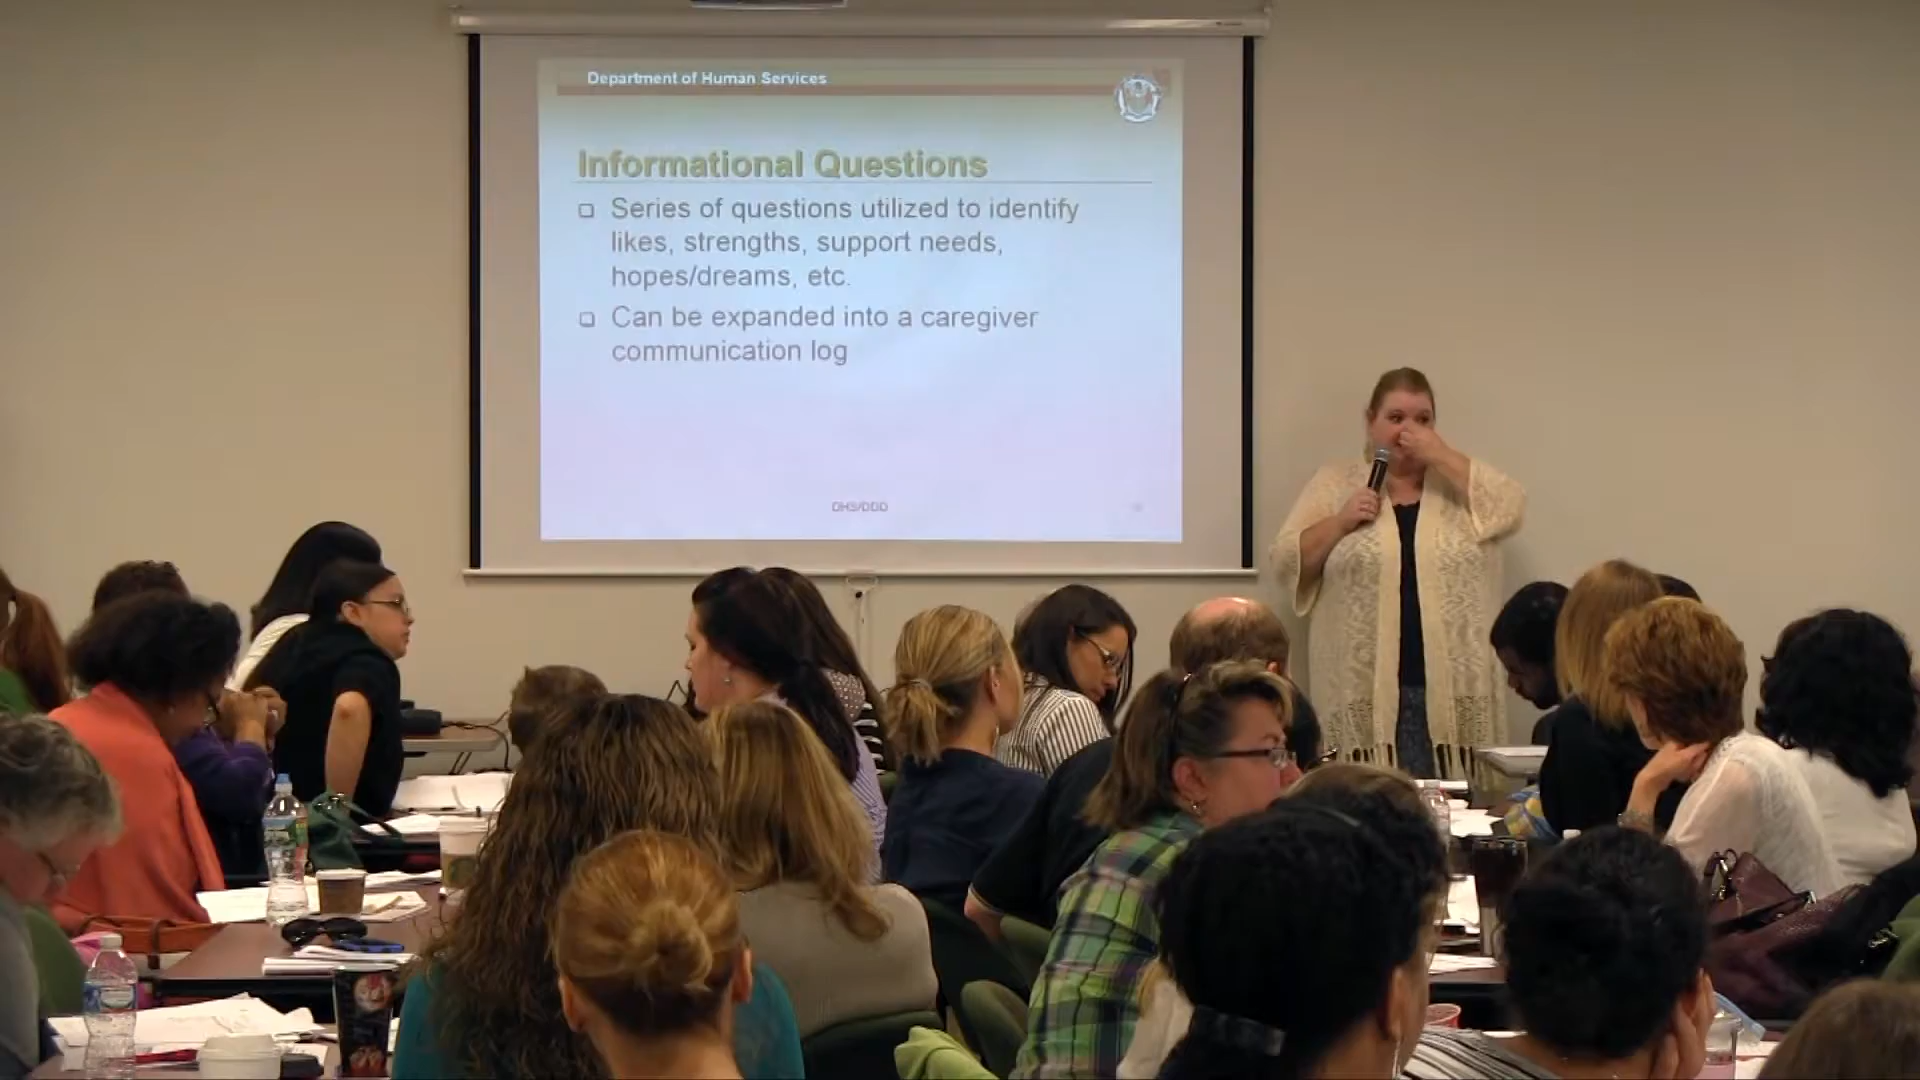 Department of Human Services
Informational Questions
Series of questions utilized to identify
likes, strengths, support needs,
hopes/dreams, etc.
Can be expanded into a caregiver
communication log
DHS/DDD